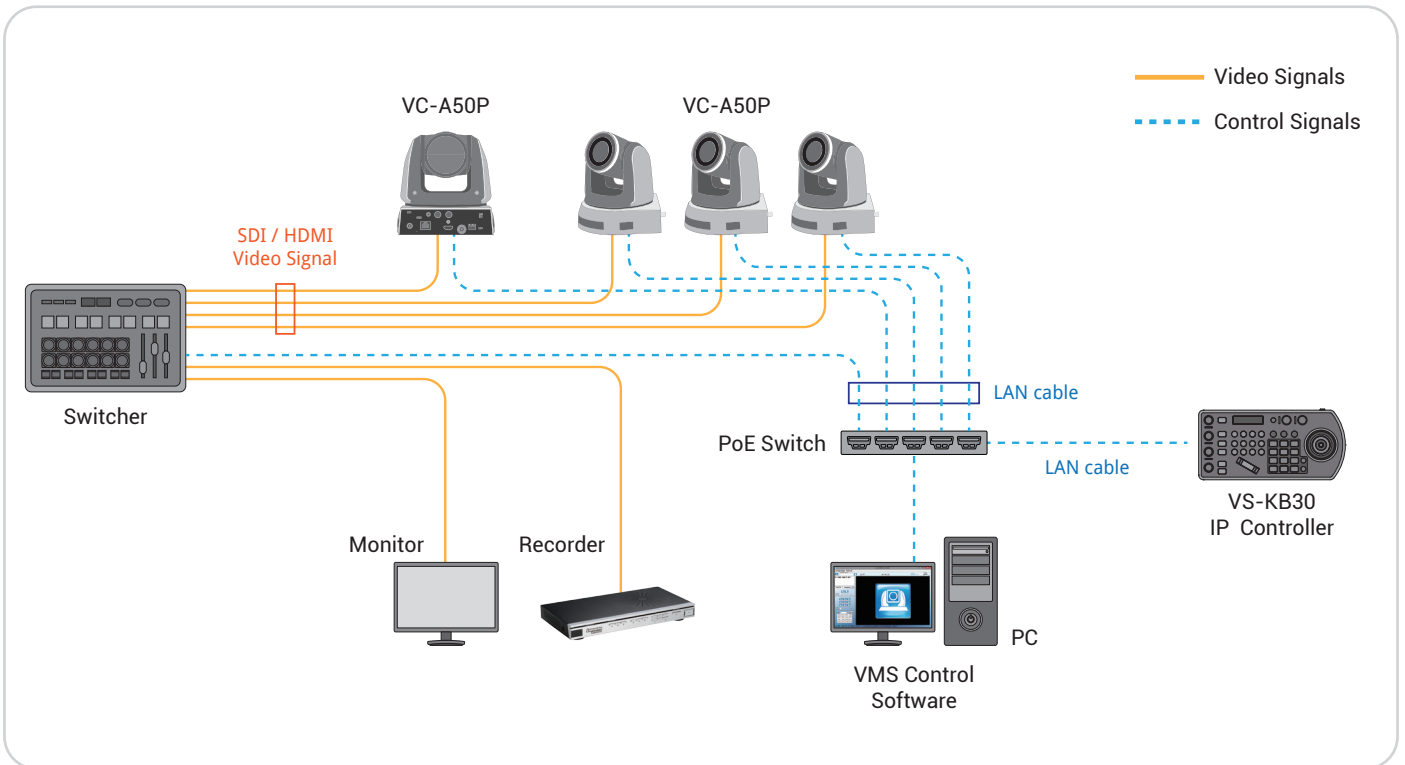 Video Signals
Control Signals
VC-A50P
VC-A50P
SDI / HDMI
Video Signal
Switcher
LAN cable
PoE Switch
LAN cable
VS-KB30
IP Controller
Monitor
Recorder
PC
VMS Control
Software